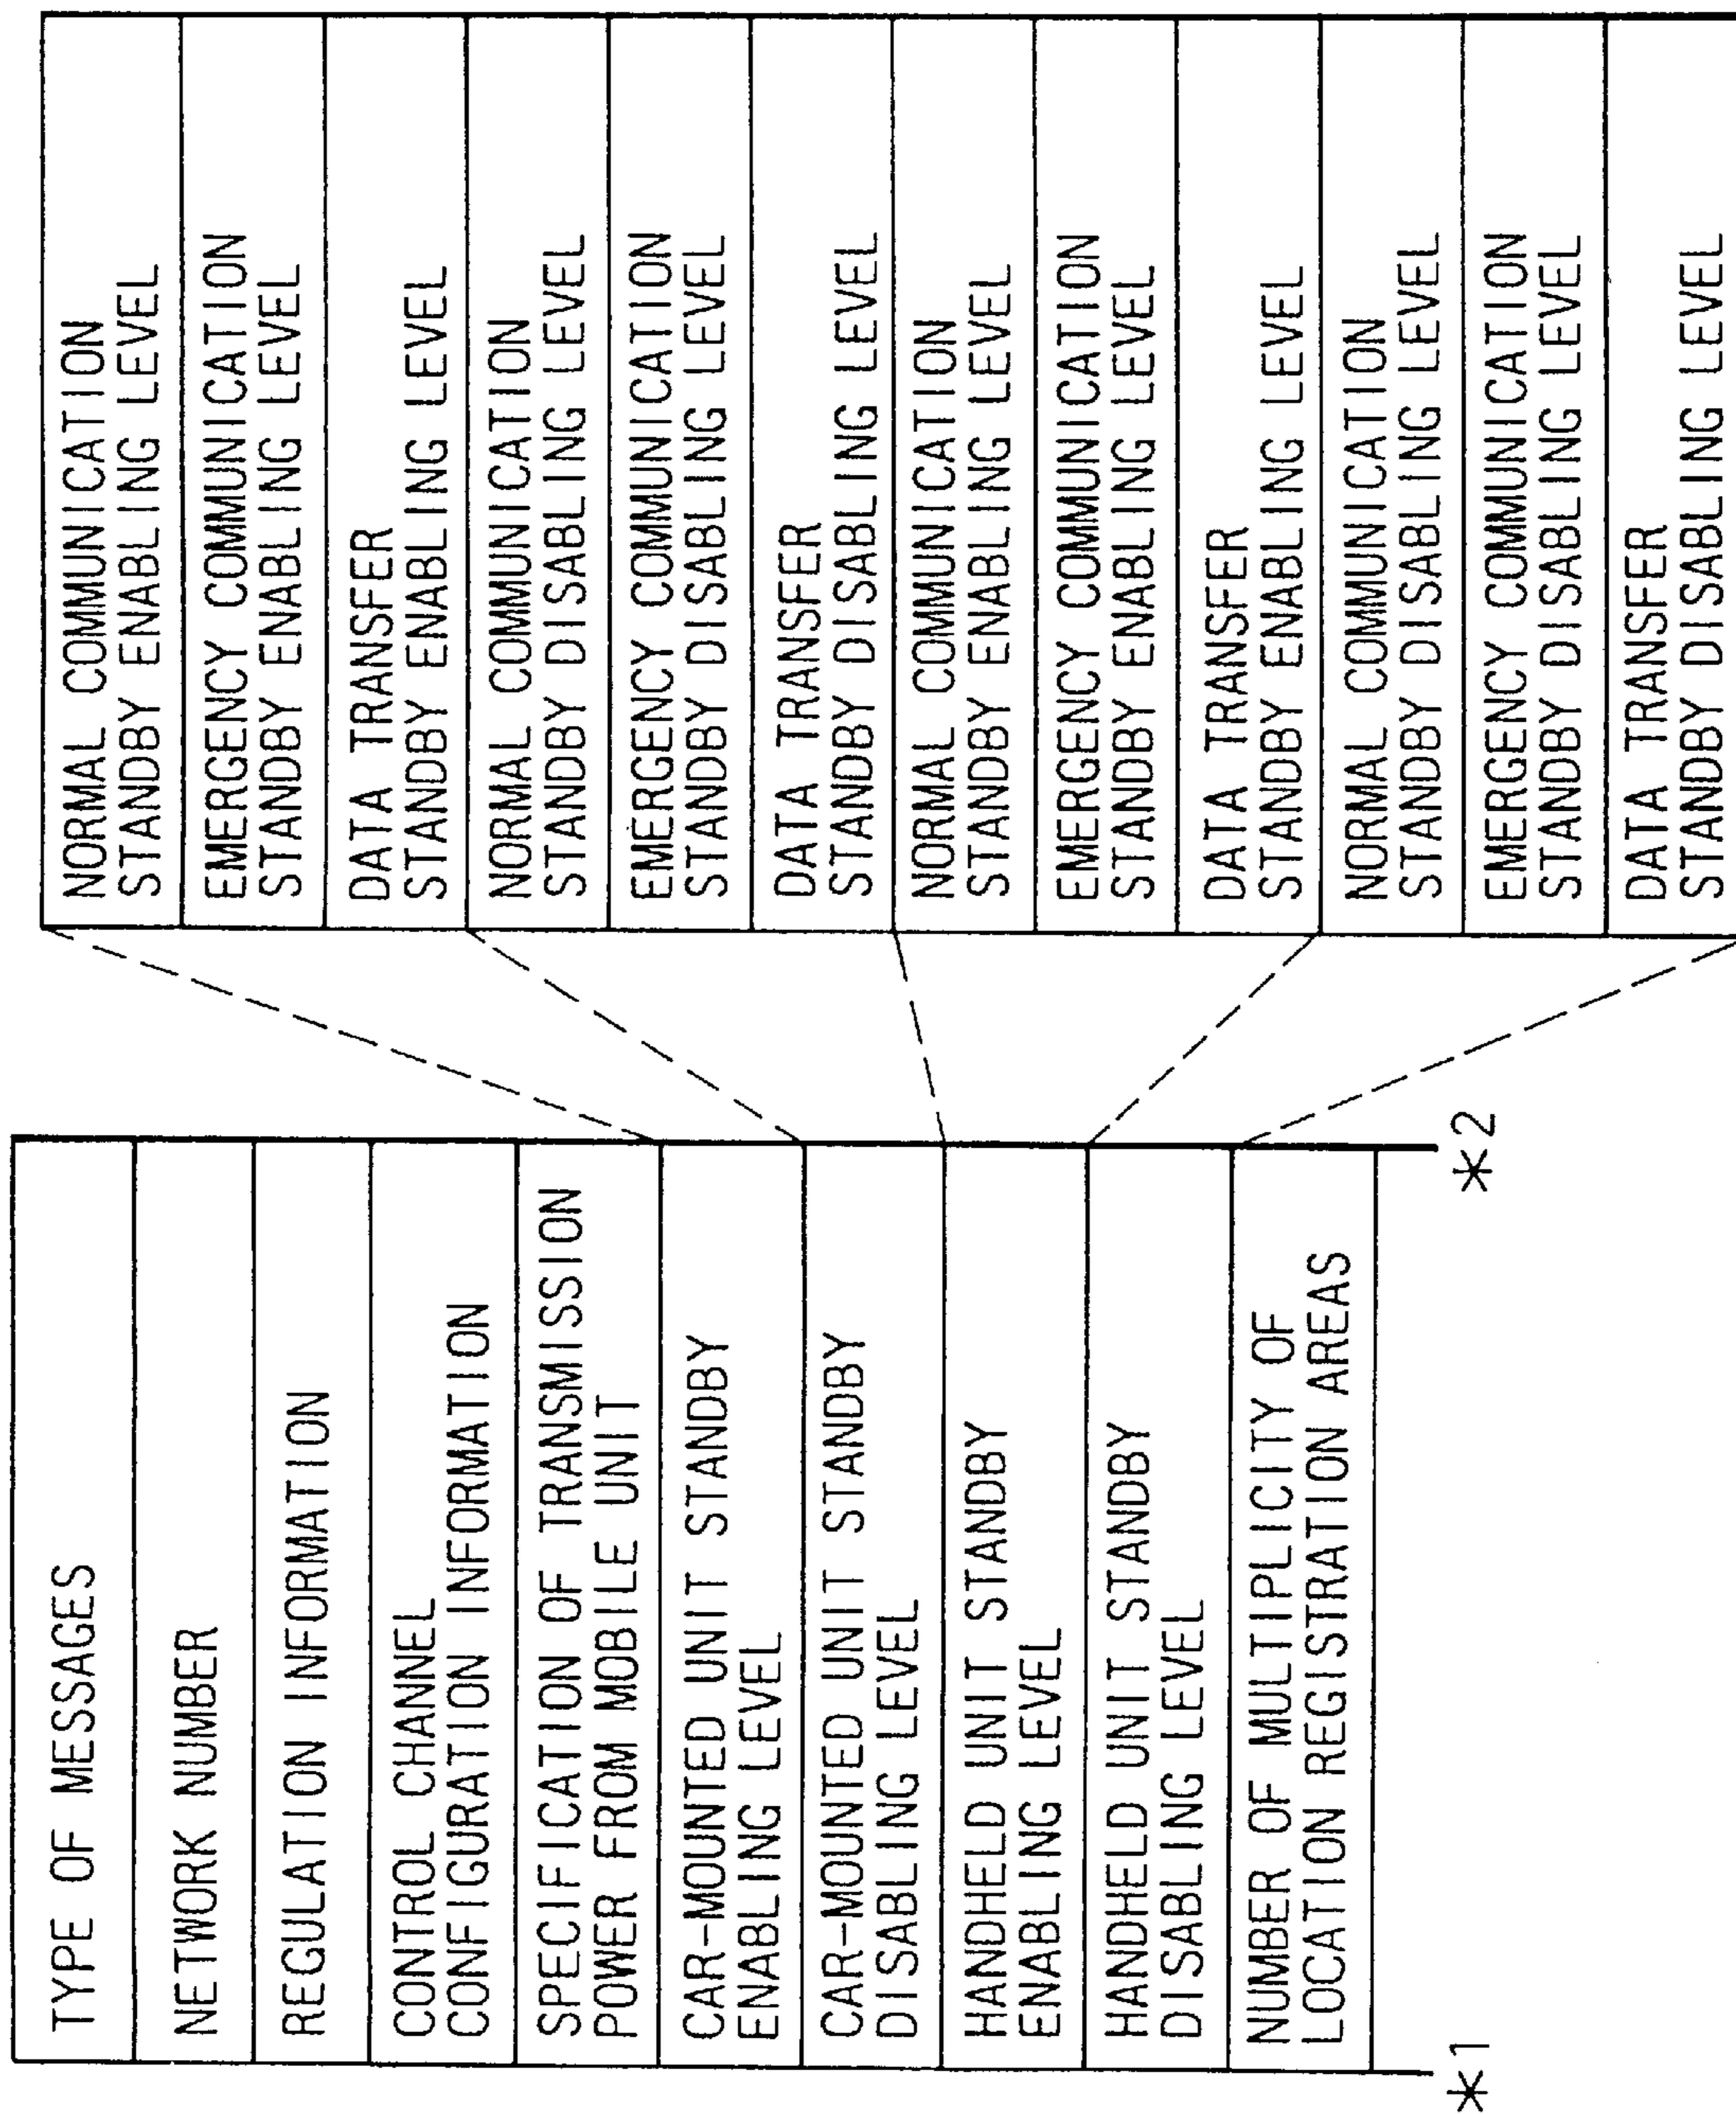 TYPE OF MESSAGES
NETWORK NUMBER
REGULATION INFORMATION
CONTROL CHANNEL
CONFIGURATION INFORMATION
SPECIFICATION OF TRANSMISSION
POWER FROM MOBILE UNIT
CAR-MOUNTED UNIT STANDBY
ENABLING LEVEL
CAR-MOUNTED UNIT STANDBY
DISABLING LEVEL
HANDHELD UNIT STANDBY
ENABLING LEVEL
HANDHELD UNIT STANDBY
DISABLING LEVEL
NUMBER OF MULTIPLICITY OF
LOCATION REGISTRATION AREAS
*1
*2
NORMAL COMMUNICATION
STANDBY ENABLING LEVEL
EMERGENCY COMMUNICATION
STANDBY ENABLING LEVEL
DATA TRANSFER
STANDBY ENABLING LEVEL
NORMAL COMMUNICATION
STANDBY DISABLING LEVEL
EMERGENCY COMMUNICATION
STANDBY DISABLING LEVEL
DATA TRANSFER
STANDBY DISABLING LEVEL
NORMAL COMMUNICATION
STANDBY ENABLING LEVEL
EMERGENCY COMMUNICATION
STANDBY ENABLING LEVEL
DATA TRANSFER
STANDBY ENABLING LEVEL
NORMAL COMMUNICATION
STANDBY DISABLING LEVEL
EMERGENCY COMMUNICATION
STANDBY DISABLING LEVEL
DATA TRANSFER
STANDBY DISABLING LEVEL